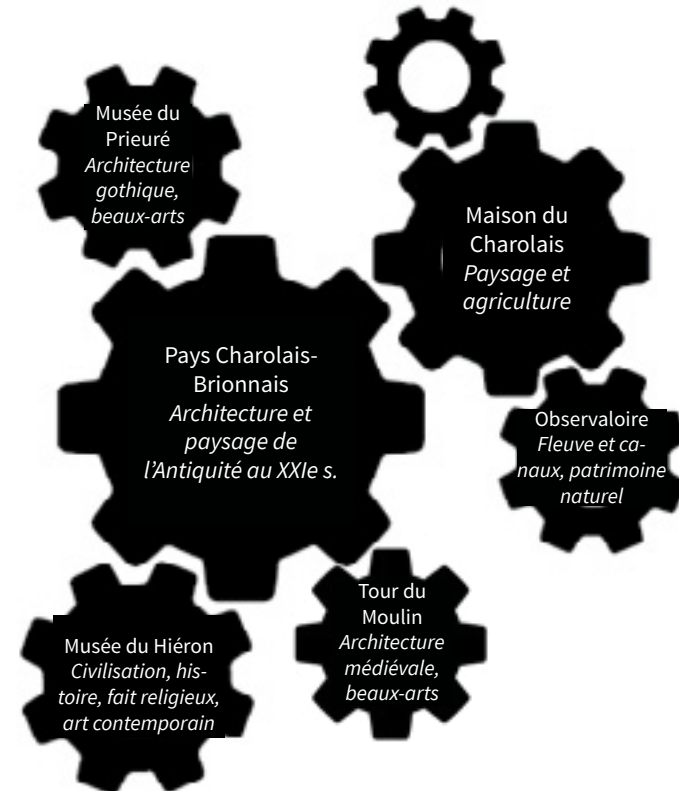 Musée du
Prieuré
Architecture
gothique,
beaux-arts
Maison du
Charolais
Paysage et
agriculture
Pays Charolais-
Brionnais
Architecture et
paysage de
l’Antiquité au XXIe s.
Observaloire
Fleuve et ca-
naux, patrimoine
naturel
Tour du
Moulin
Architecture
médiévale,
beaux-arts
Musée du Hiéron
Civilisation, his-
toire, fait religieux,
art contemporain